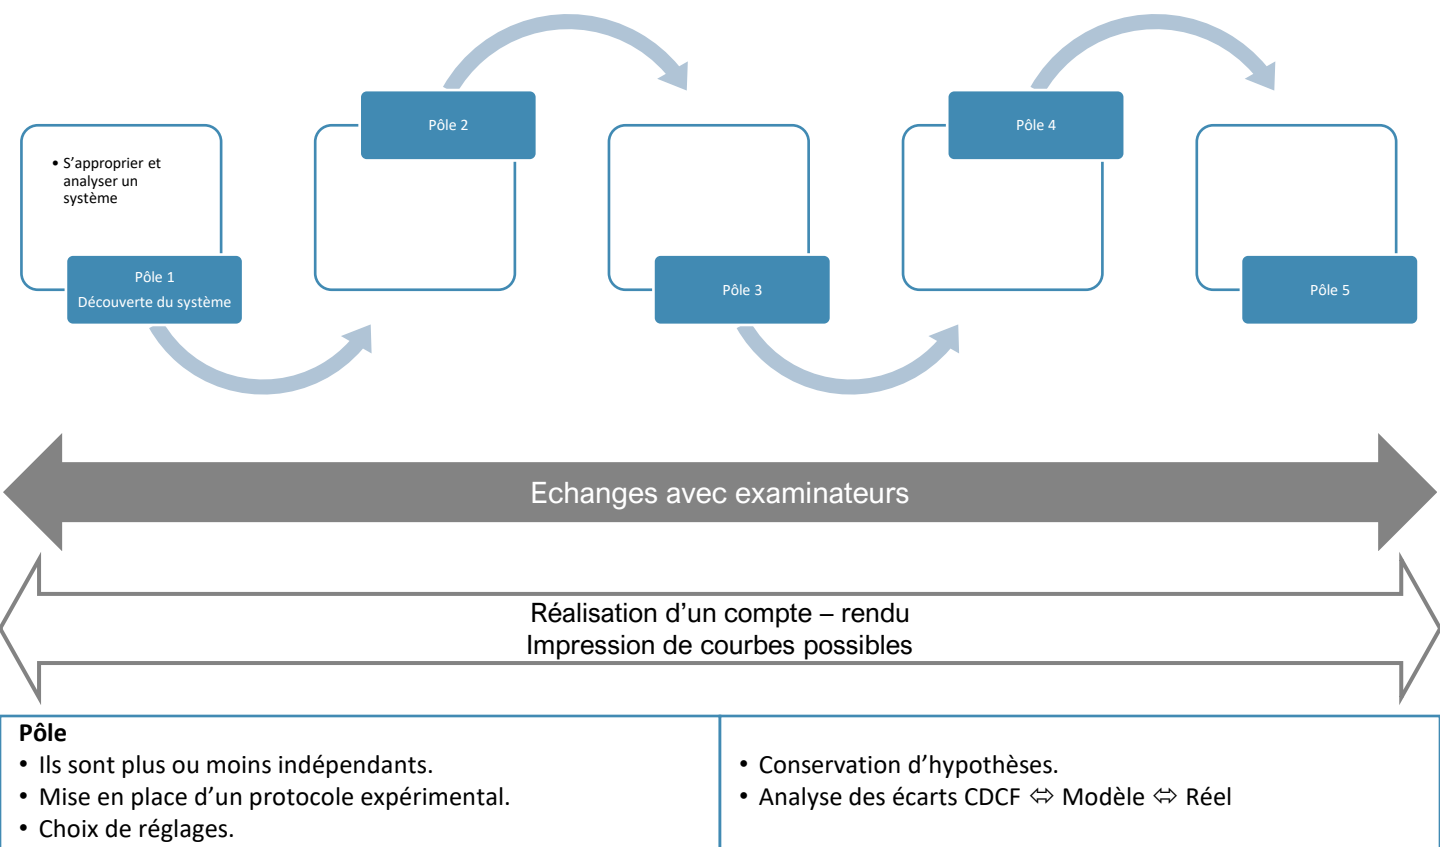 Pôle 2
Pôle 4
• S’approprier et
analyser un
système
Pôle 1
Découverte du système
Pôle 3
Pôle 5
Echanges avec examinateurs
Réalisation d’un compte – rendu
Impression de courbes possibles
Pôle
• Ils sont plus ou moins indépendants.
• Mise en place d’un protocole expérimental.
• Choix de réglages.
• Conservation d’hypothèses.
• Analyse des écarts CDCF ⬄ Modèle ⬄ Réel